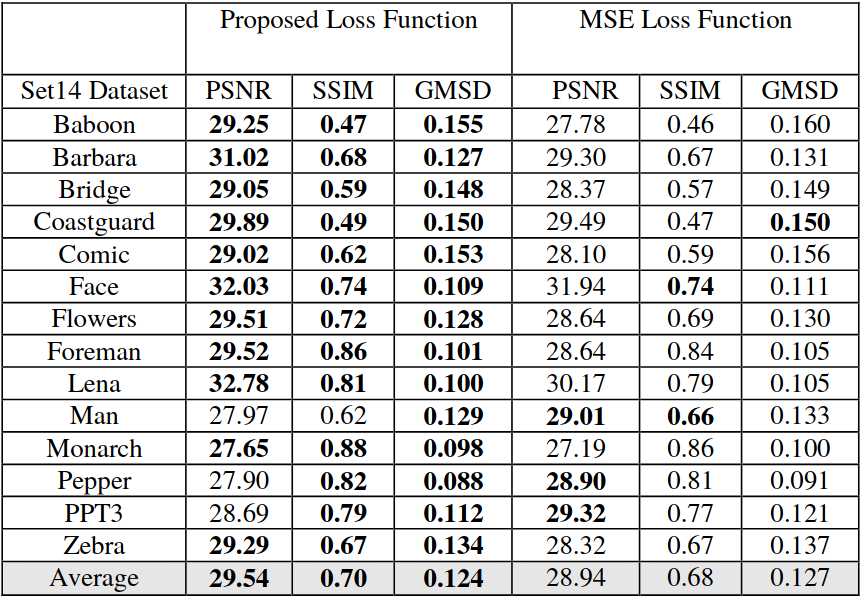 Proposed Loss Function MSE Loss Function
Set14 Dataset PSNR SSIM GMSD PSNR SSIM GMSD
Baboon 29.25 0.47 0.155 27.78 0.46 0.160
Barbara 31.02 0.68 0.127 29.30 0.67 0.131
Bridge 29.05 0.59 0.148 28.37 0.57 0.149
Coastguard 29.89 0.49 0.150 29.49 0.47 0.150
Comic 29.02 0.62 0.153 28.10 0.59 0.156
Face 32.03 0.74 0.109 31.94 0.74 0.111
Flowers 29.51 0.72 0.128 28.64 0.69 0.130
Foreman 29.52 0.86 0.101 28.64 0.84 0.105
Lena 32.78 0.81 0.100 30.17 0.79 0.105
Man 27.97 0.62 0.129 29.01 0.66 0.133
Monarch 27.65 0.88 0.098 27.19 0.86 0.100
Pepper 27.90 0.82 0.088 28.90 0.81 0.091
PPT3 28.69 0.79 0.112 29.32 0.77 0.121
Zebra 29.29 0.67 0.134 28.32 0.67 0.137
Average 29.54 0.70 0.124 28.94 0.68 0.127